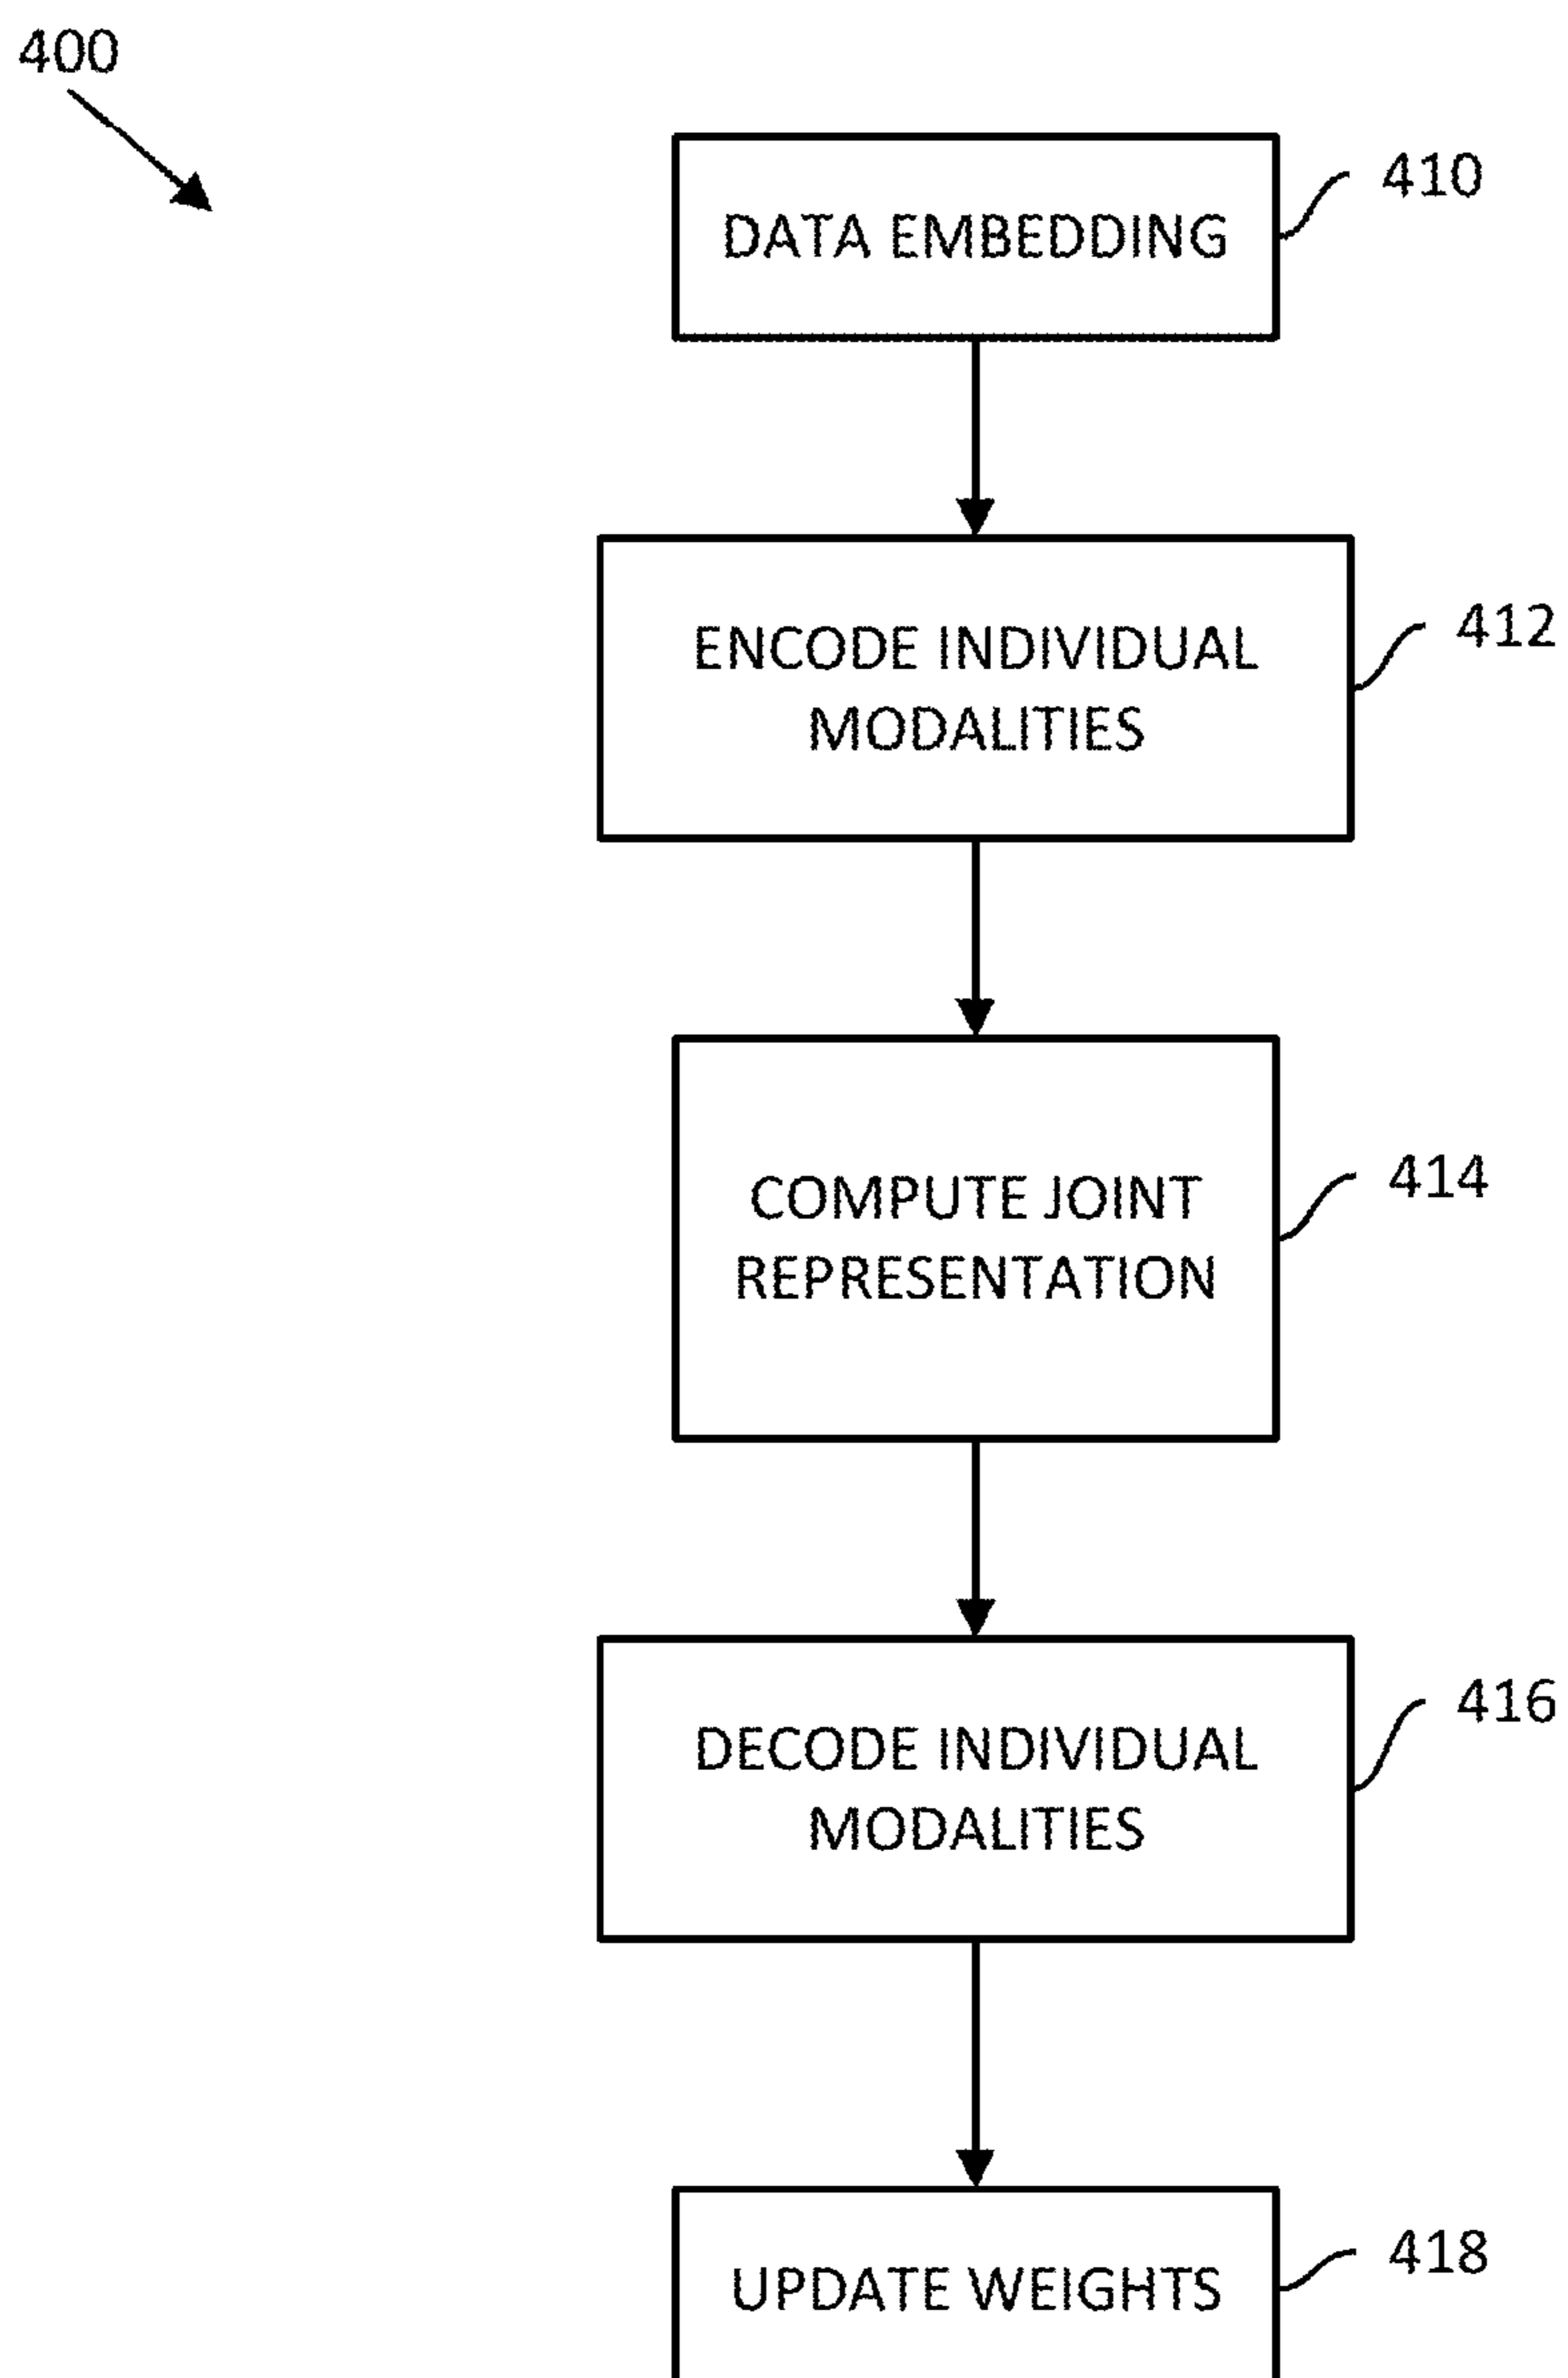 400
410
DATA EMBEDDING
412
ENCODE INDIVIDUAL
MODALITIES
414
COMPUTE JOINT
REPRESENTATION
416
DECODE INDIVIDUAL
MODALITIES
418
UPDATE WEIGHTS